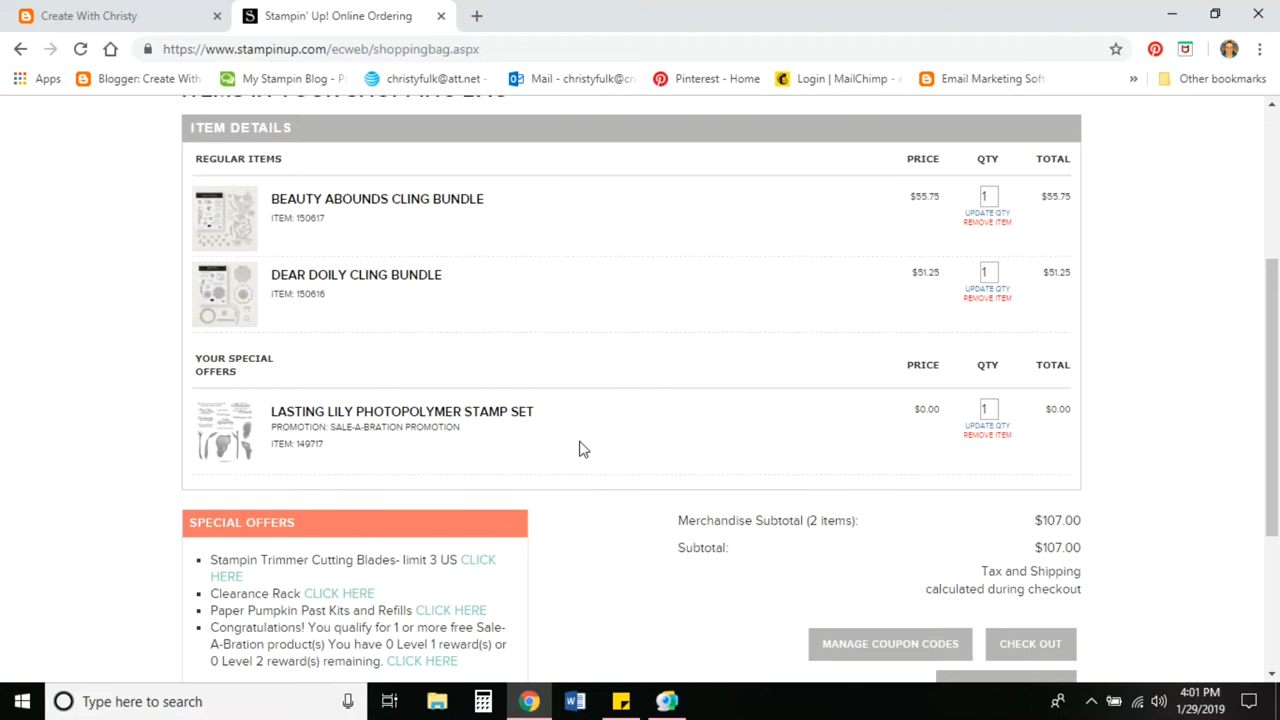 Create With Christy
Stampin' Up! Online Ordering
https://www.stampinup.com/ecweb/shoppingbag.aspx
Apps
Blogger: Create With
My Stampin Blog - P
christyfulk@att.net -
Mail - christyfulk@cr
Pinterest - Home
Login | MailChimp - e
Email Marketing Soft
»
Other bookmarks
ITEMS IN YOUR SHOPPING BAG
ITEM DETAILS
REGULAR ITEMS PRICE QTY TOTAL
BEAUTY ABOUNDS CLING BUNDLE $55.75 1 $55.75
ITEM: 150617 UPDATE QTY
REMOVE ITEM
DEAR DOILY CLING BUNDLE $51.25 1 $51.25
ITEM: 150616 UPDATE QTY
REMOVE ITEM
YOUR SPECIAL
OFFERS PRICE QTY TOTAL
LASTING LILY PHOTOPOLYMER STAMP SET $0.00 1 $0.00
PROMOTION: SALE-A-BRATION PROMOTION UPDATE QTY
ITEM: 149717 REMOVE ITEM
SPECIAL OFFERS
Stampin Trimmer Cutting Blades- limit 3 US CLICK
HERE
Clearance Rack CLICK HERE
Paper Pumpkin Past Kits and Refills CLICK HERE
Congratulations! You qualify for 1 or more free Sale-
A-Bration product(s) You have 0 Level 1 reward(s) or
0 Level 2 reward(s) remaining. CLICK HERE
Merchandise Subtotal (2 items): $107.00
Subtotal: $107.00
Tax and Shipping
calculated during checkout
MANAGE COUPON CODES CHECK OUT
Type here to search
4:01 PM
1/29/2019